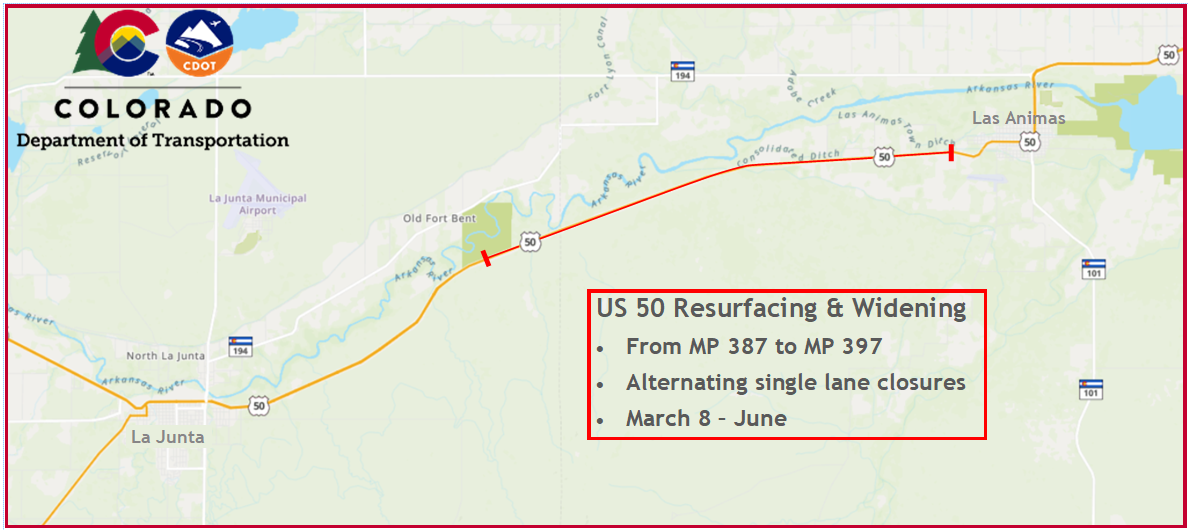 COLORADO
Department of Transportation
CDOT
Fort Lyon Canal
194
50
Adobe Creek
Arkansas River
Las Animas
Las Animas Town Ditch
50
Consolidated Ditch
50
Reservoir
La Junta Municipal
Airport
Arkansas River
Old Fort Bent
50
Arkansas River
101
US 50 Resurfacing & Widening
• From MP 387 to MP 397
• Alternating single lane closures
• March 8 – June
River
North La Junta
194
Arkansas River
50
La Junta
101